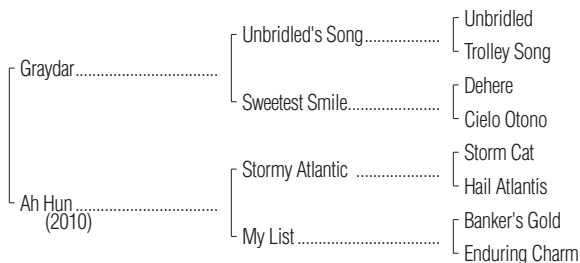 Unbridled
Unbridled's Song
Trolley Song
Graydar
Dehere
Sweetest Smile
Cielo Otono
Storm Cat
Stormy Atlantic
Hail Atlantis
Ah Hun
(2010)
Banker's Gold
My List
Enduring Charm